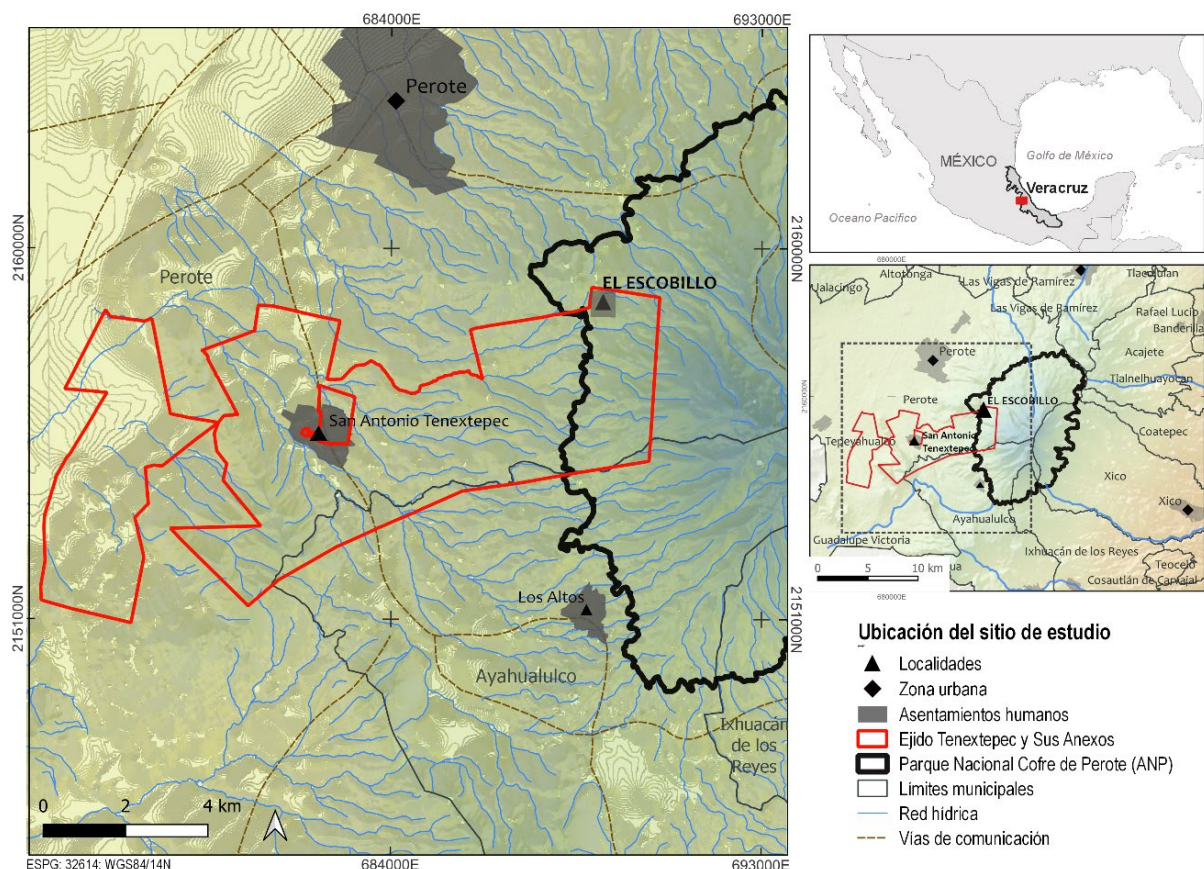 684000E
693000E
Perote
2160000N
2160000N
Perote
EL ESCOBILLO
San Antonio Tenextepec
2151000N
2151000N
Los Altos
Ayahualulco
Ixhuacán
de los
Reyes
0
2
4 km
684000E
693000E
ESPG: 32614: WGS84/14N
MÉXICO
Golfo de México
Veracruz
Oceano Pacífico
680000E
Altotonga
Las Vigas de Ramírez
Jalacingo
Las Vigas de Ramírez
Rafael Lucio
Banderilla
Perote
Acajete
Tlalnelhuayocan
Perote
EL ESCOBILLO
Tepeyahualco
San Antonio
Tenextepec
Coatepec
Xico
Xico
Ayahualulco
Guadalupe Victoria
Ixhuacán de los Reyes
Teocelo
Cosautlán de Carvajal
0
5
10 km
680000E
Ubicación del sitio de estudio
Localidades
Zona urbana
Asentamientos humanos
Ejido Tenextepec y Sus Anexos
Parque Nacional Cofre de Perote (ANP)
Límites municipales
Red hídrica
Vías de comunicación